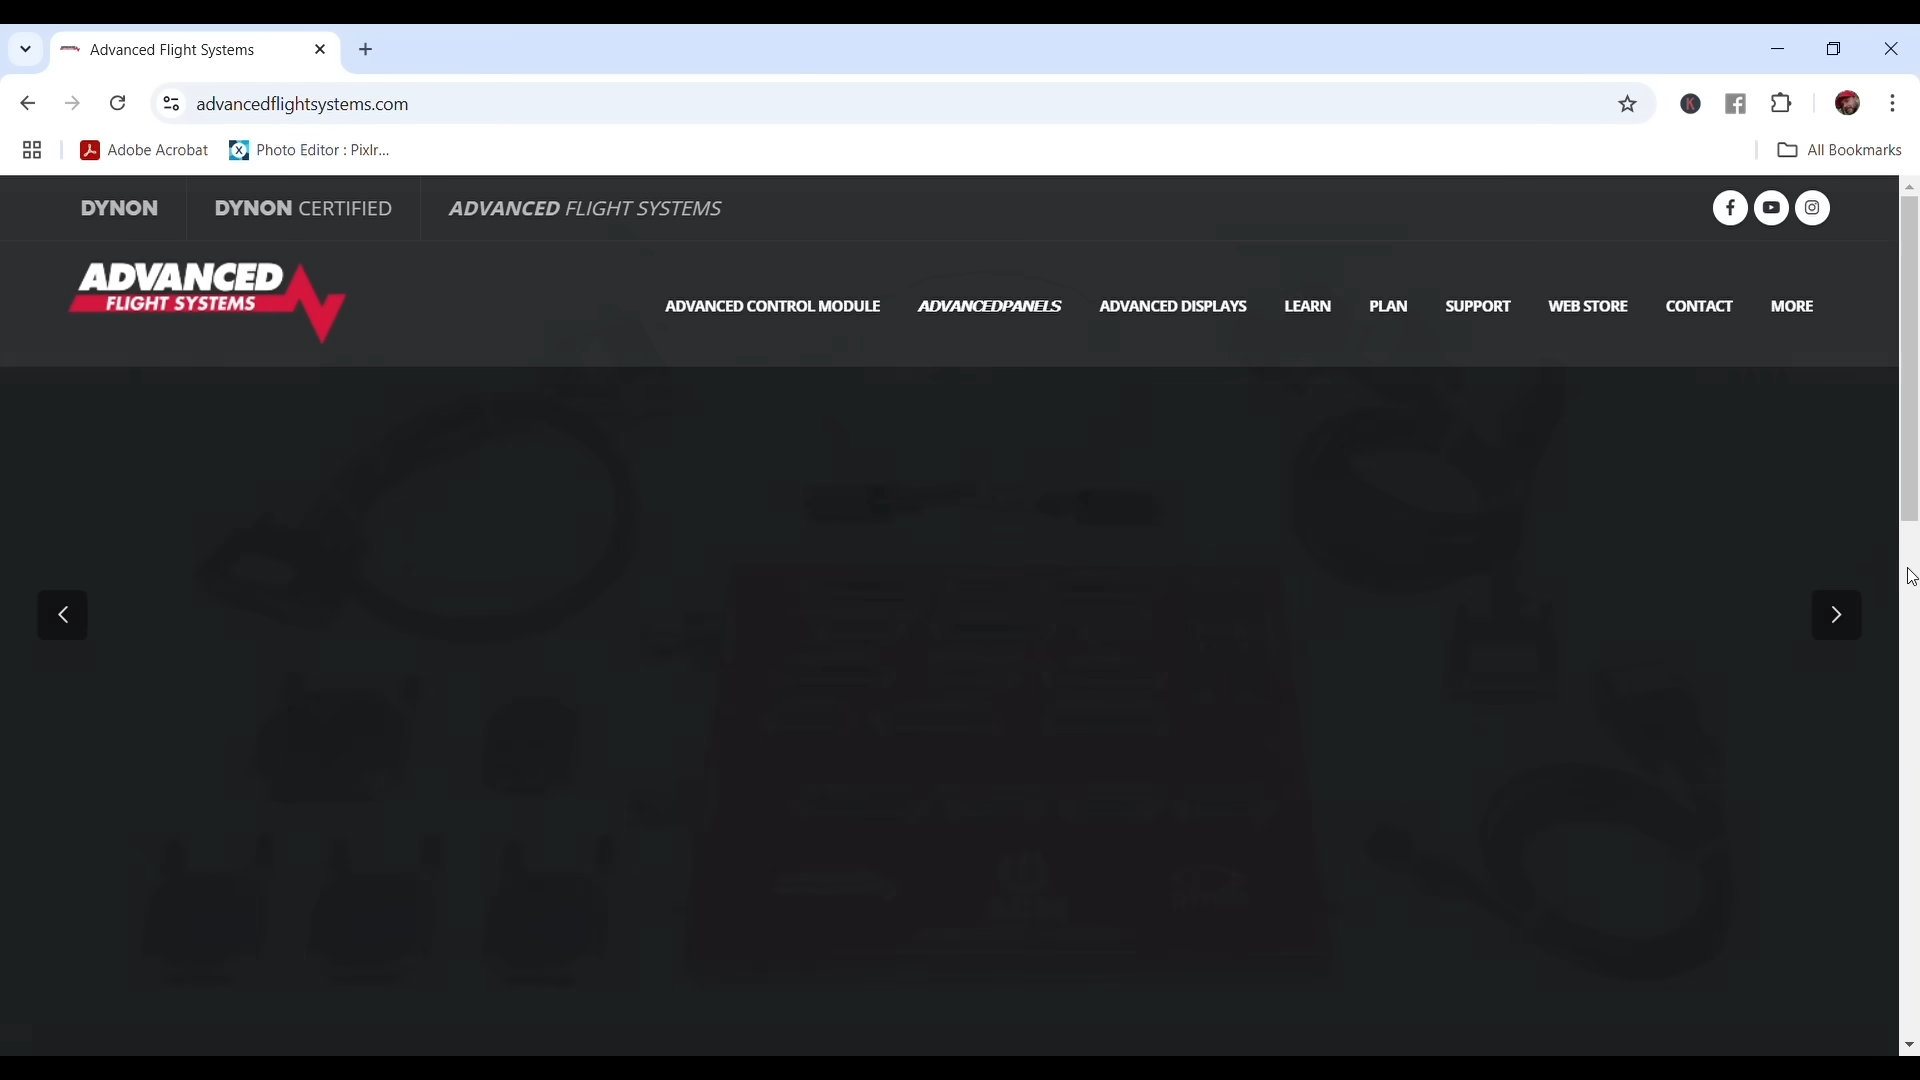 Advanced Flight Systems
advancedflightsystems.com
Adobe Acrobat
Photo Editor : Pixlr...
All Bookmarks
DYNON
DYNON CERTIFIED
ADVANCED FLIGHT SYSTEMS
ADVANCED
FLIGHT SYSTEMS
ADVANCED CONTROL MODULE
ADVANCEDPANELS
ADVANCED DISPLAYS
LEARN
PLAN
SUPPORT
WEB STORE
CONTACT
MORE